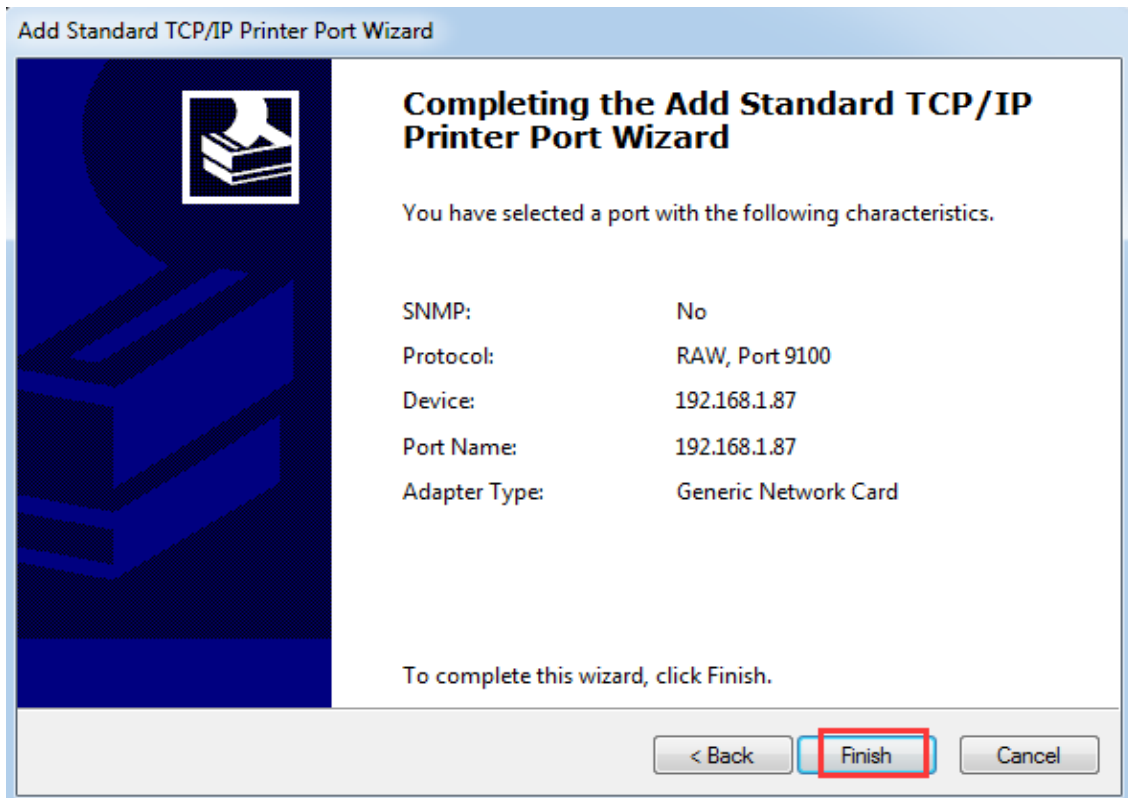 Add Standard TCP/IP Printer Port Wizard
Completing the Add Standard TCP/IP
Printer Port Wizard
You have selected a port with the following characteristics.
SNMP: No
Protocol: RAW, Port 9100
Device: 192.168.1.87
Port Name: 192.168.1.87
Adapter Type: Generic Network Card
To complete this wizard, click Finish.
< Back Finish Cancel